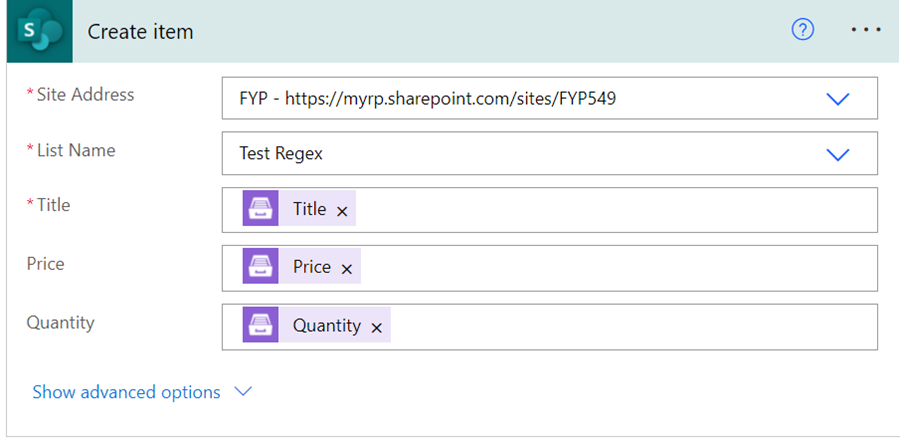 S
Create item
?
...
* Site Address
FYP - https://myrp.sharepoint.com/sites/FYP549
* List Name
Test Regex
* Title
Title ×
Price
Price ×
Quantity
Quantity ×
Show advanced options